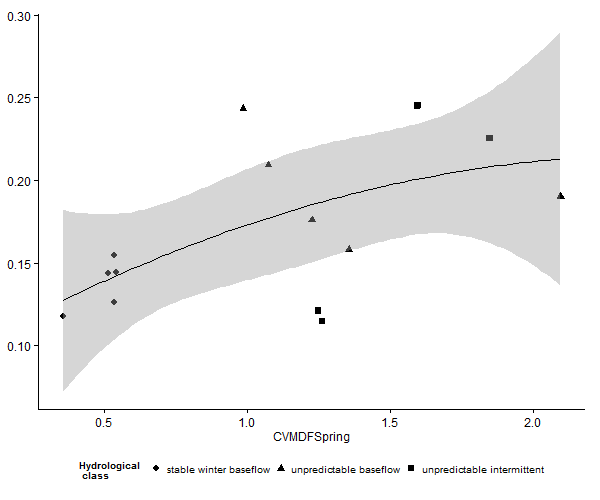 0.30
0.25
0.20
0.15
0.10
0.5 1.0 1.5 2.0
CVMDFSpring
Hydrological
class
stable winter baseflow unpredictable baseflow unpredictable intermittent